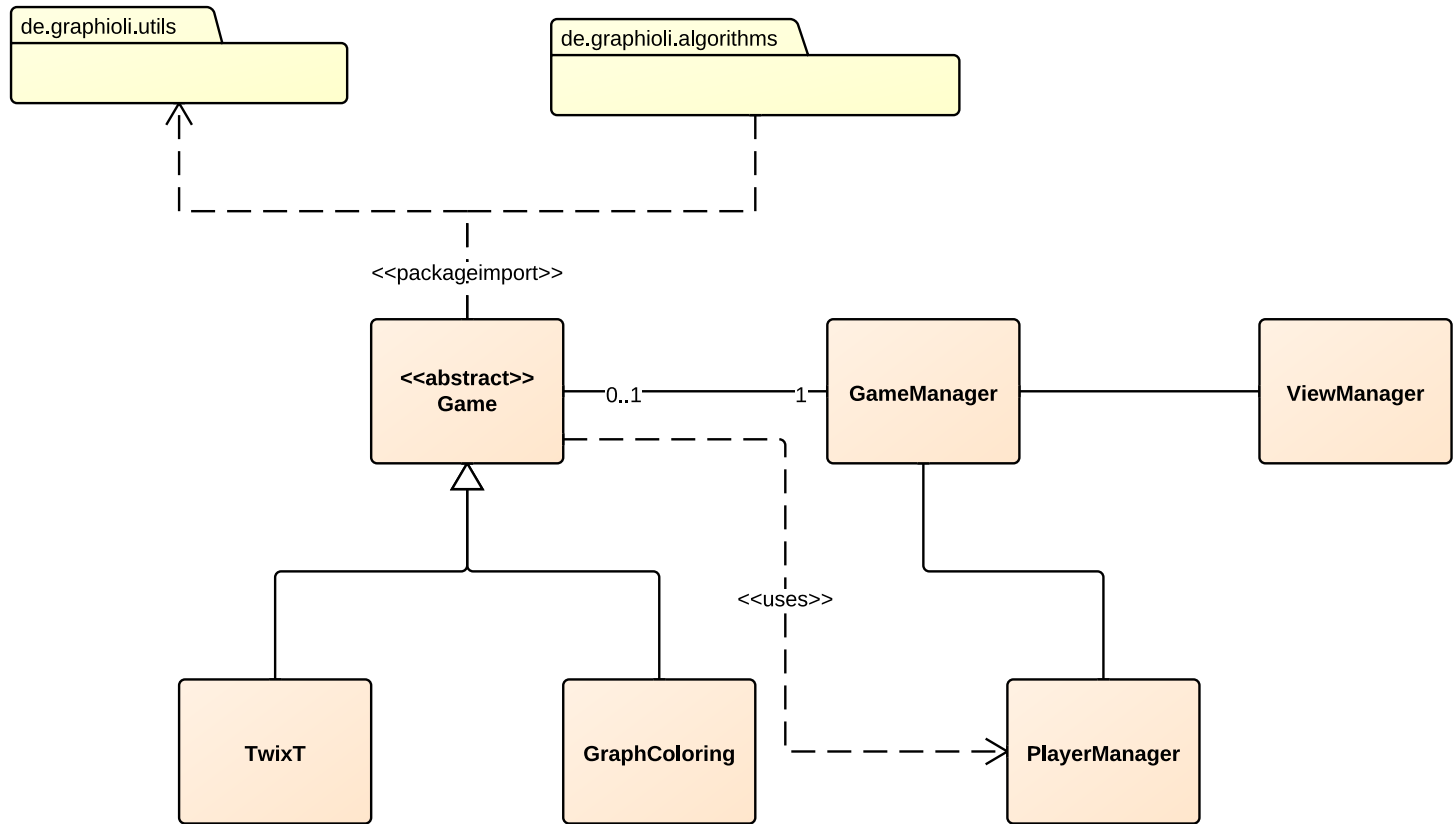 de.graphioli.utils
de.graphioli.algorithms
<<packageimport>>
<<abstract>>
Game
0..1
1
GameManager
ViewManager
<<uses>>
TwixT
GraphColoring
PlayerManager